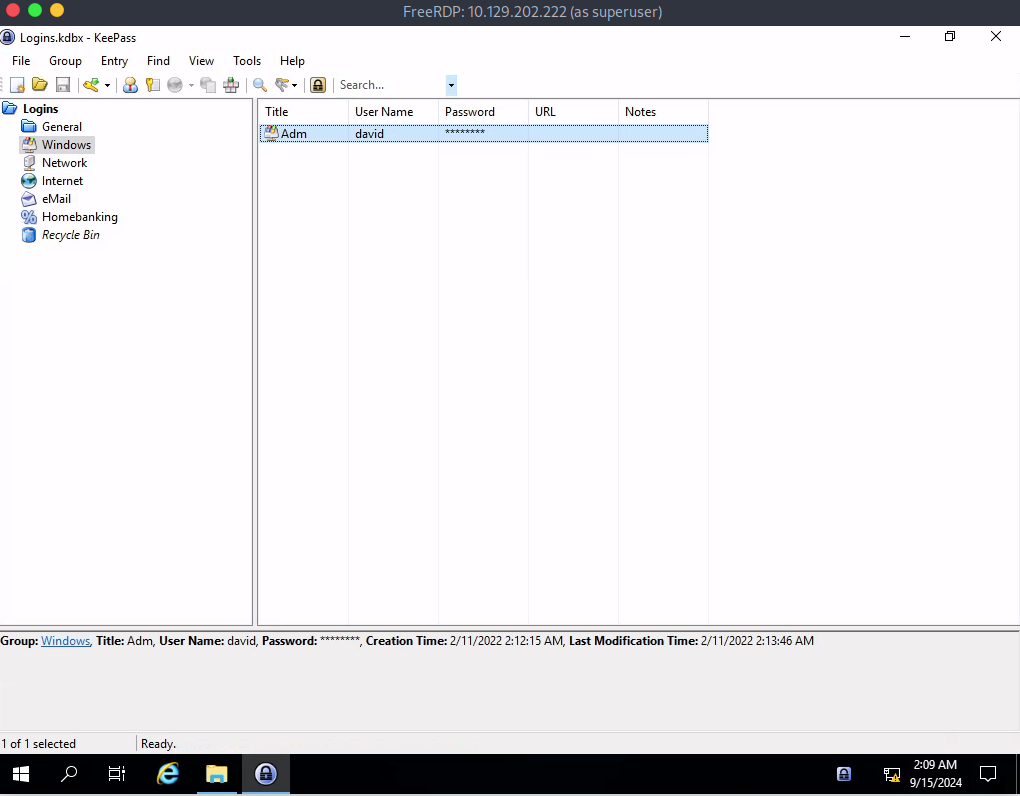 FreeRDP: 10.129.202.222 (as superuser)
Logins.kdbx - KeePass
File Group Entry Find View Tools Help
Search...
Logins
General
Windows
Network
Internet
eMail
Homebanking
Recycle Bin
Title User Name Password URL Notes
Adm david ********
Group: Windows, Title: Adm, User Name: david, Password: ********, Creation Time: 2/11/2022 2:12:15 AM, Last Modification Time: 2/11/2022 2:13:46 AM
1 of 1 selected Ready.
2:09 AM
9/15/2024